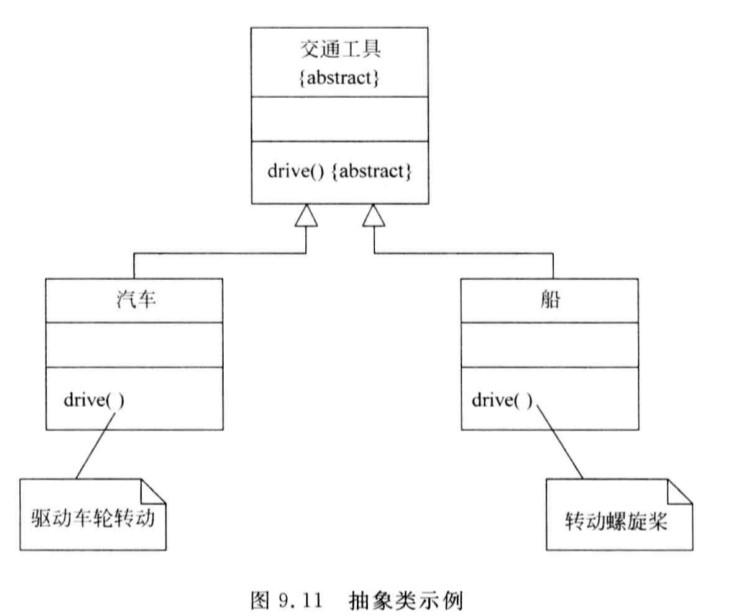 交通工具
{abstract}
drive() {abstract}
汽车
船
drive( )
drive( )
驱动车轮转动
转动螺旋桨
图 9.11 抽象类示例